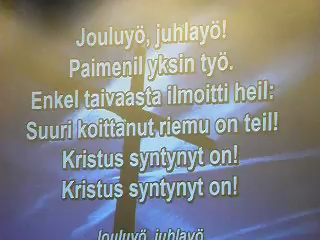 Jouluyö, juhlayö!
Paimenil yksin työ.
Enkel taivaasta ilmoitti heil:
Suuri koittanut riemu on teil!
Kristus syntynyt on!
Kristus syntynyt on!
Jouluyö, juhlayö